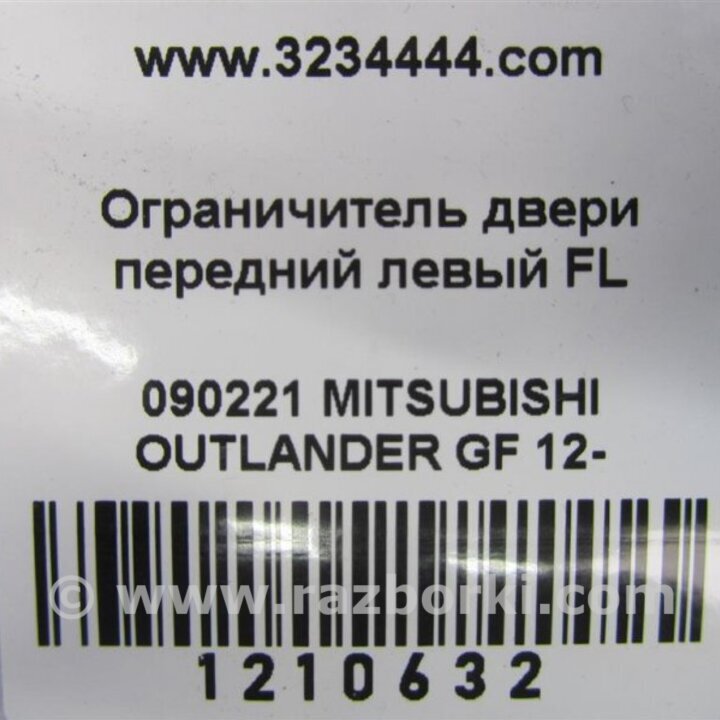 www.3234444.com
Ограничитель двери
передний левый FL
090221 MITSUBISHI
OUTLANDER GF 12-
© www.razborki.com
1210632